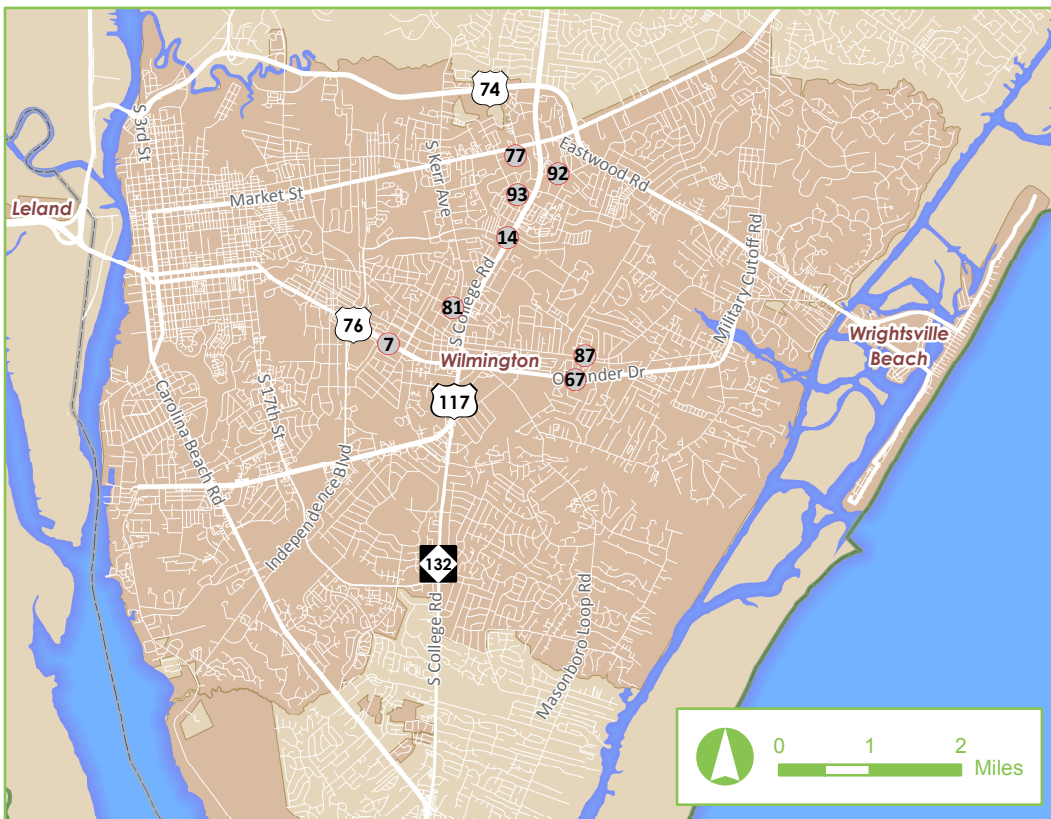 74
S 3rd St
77
Eastwood Rd
92
S Kerr Ave
93
Market St
Leland
14
Military Cutoff Rd
S College Rd
81
76
7
Wrightsville
Beach
Wilmington
87
67
117
Carolina Beach Rd
S 17th St
Independence Blvd
132
S College Rd
Masonboro Loop Rd
0 1 2
Miles